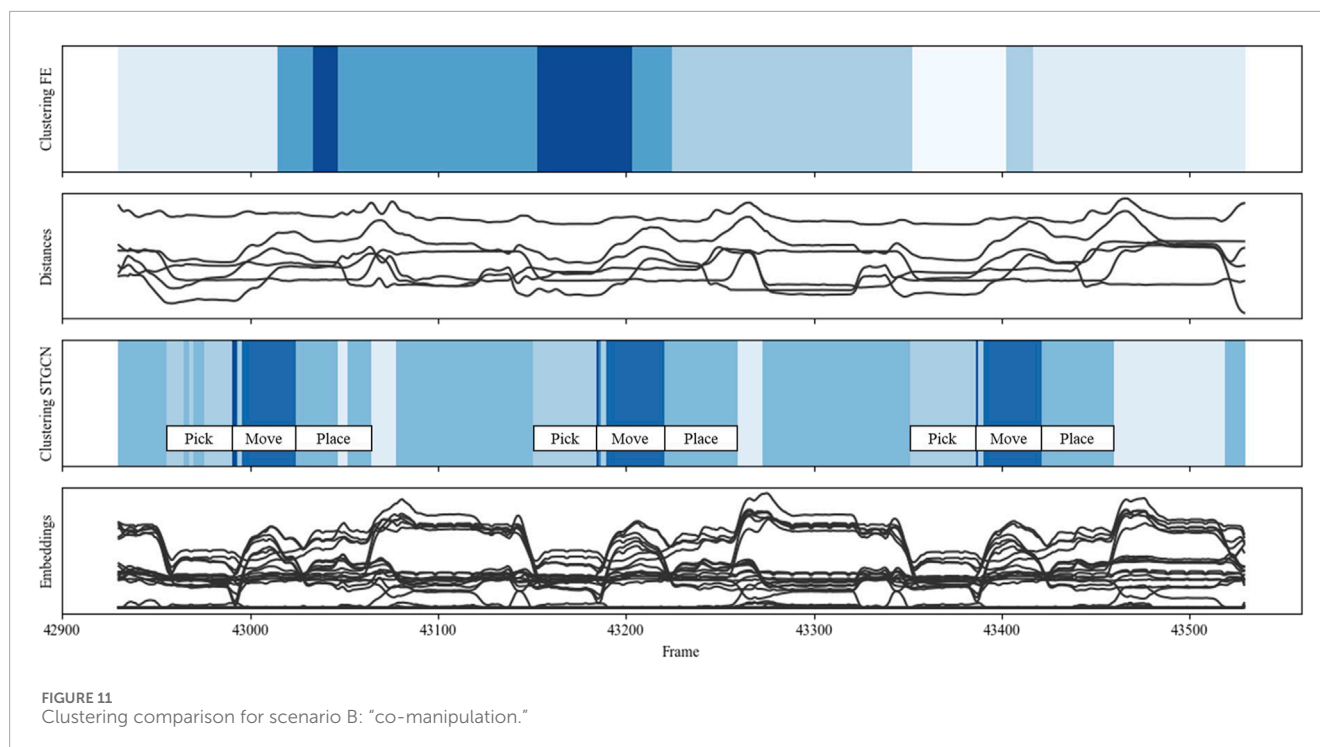 Clustering FE
Distances
Clustering STGCN
Pick Move Place Pick Move Place Pick Move Place
Embeddings
42900 43000 43100 43200 43300 43400 43500
Frame
FIGURE 11
Clustering comparison for scenario B: “co-manipulation.”